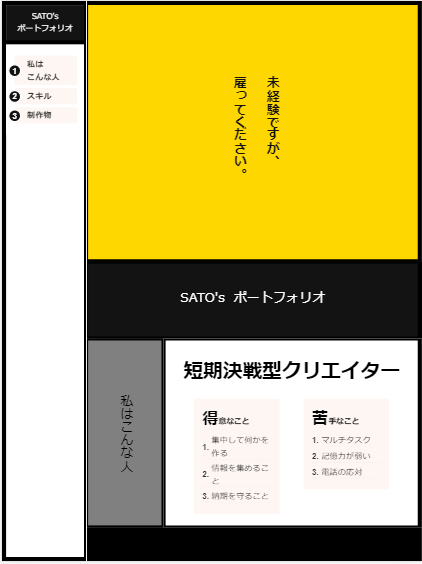 SATO's
ポートフォリオ
1 私は
こんな人
2 スキル
3 制作物
未経験ですが、
雇ってください。
SATO's ポートフォリオ
私はこんな人
短期決戦型クリエイター
得意なこと
1. 集中して何かを
作る
2. 情報を集めるこ
と
3. 納期を守ること
苦手なこと
1. マルチタスク
2. 記憶力が弱い
3. 電話の応対